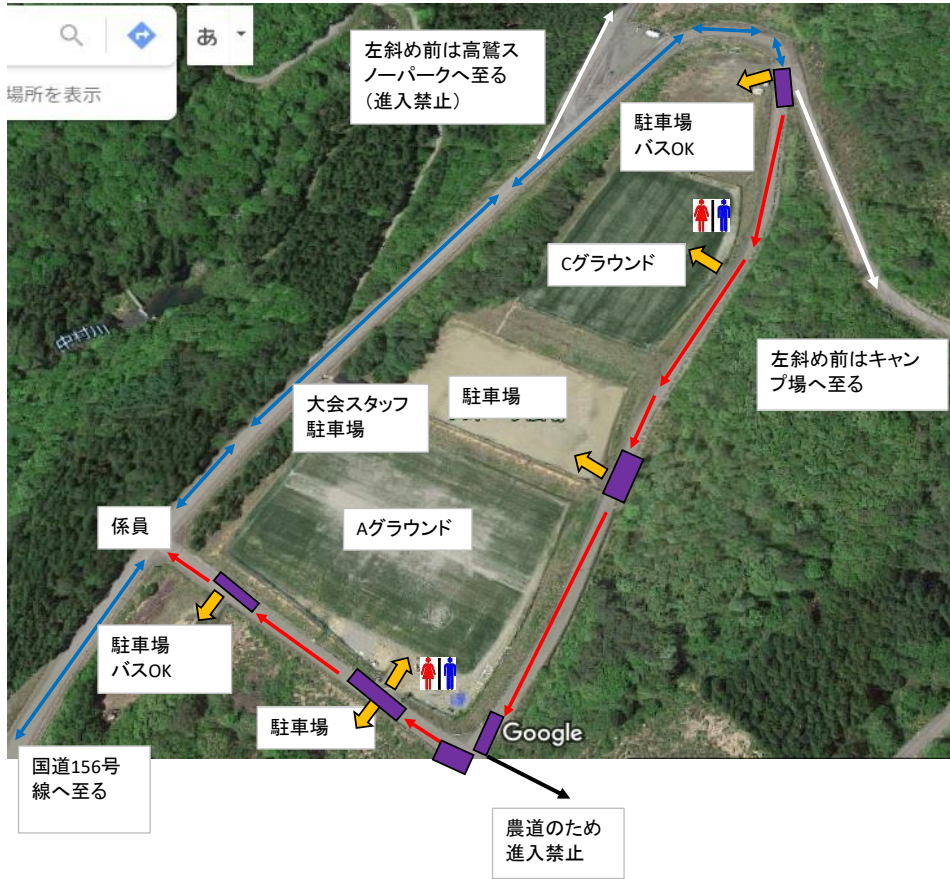 あ
場所を表示
左斜め前は高鷲ス
ノーパークへ至る
(進入禁止)
駐車場
バスOK
Cグラウンド
中村川
左斜め前はキャン
プ場へ至る
大会スタッフ
駐車場
駐車場
係員
Aグラウンド
駐車場
バスOK
駐車場
Google
国道156号
線へ至る
農道のため
進入禁止